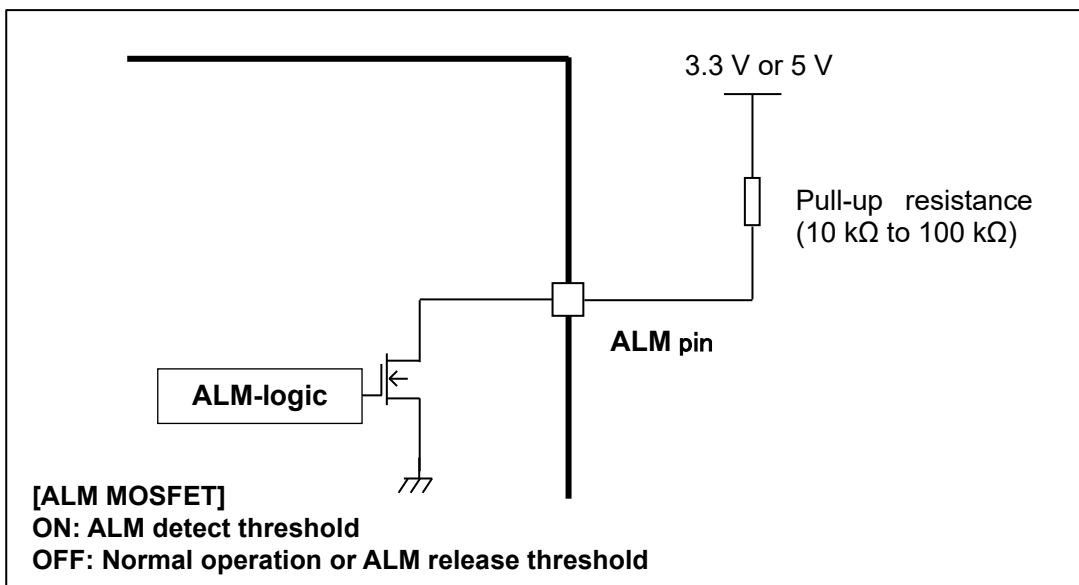 3.3 V or 5 V
Pull-up resistance
(10 kΩ to 100 kΩ)
ALM pin
ALM-logic
[ALM MOSFET]
ON: ALM detect threshold
OFF: Normal operation or ALM release threshold